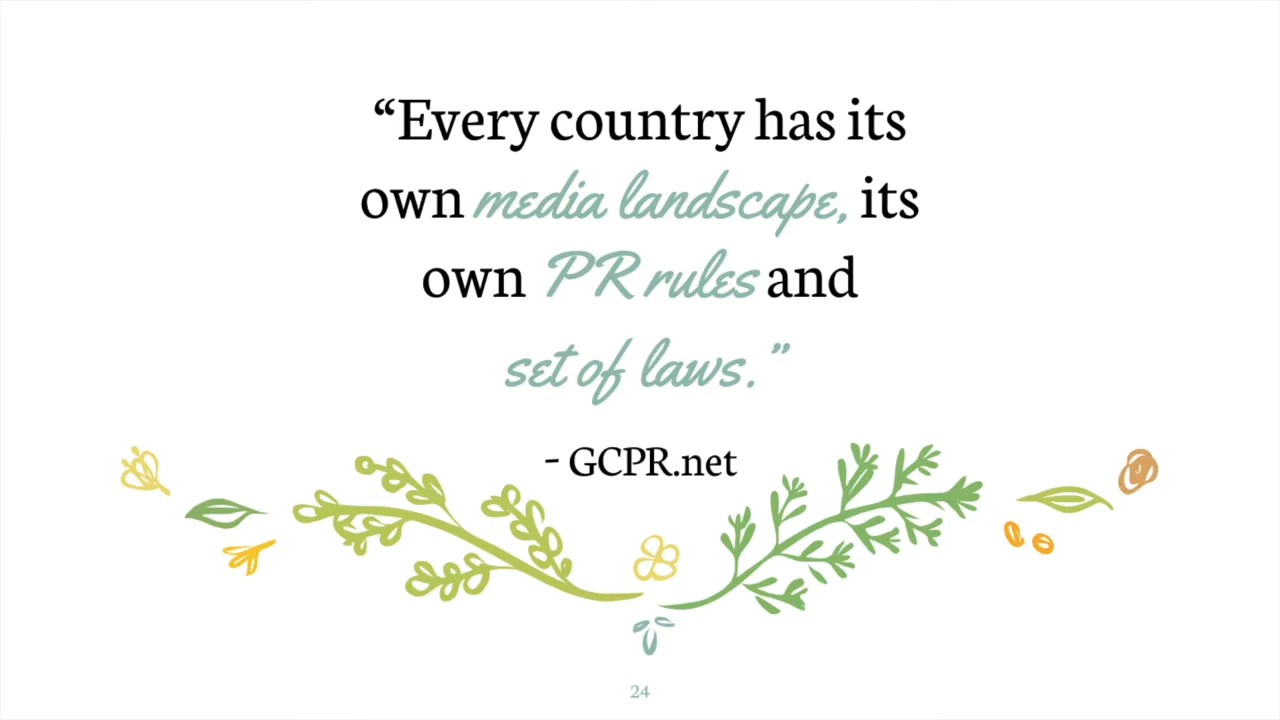 “Every country has its
own media landscape, its
own PR rules and
set of laws.”
- GCPR.net
24